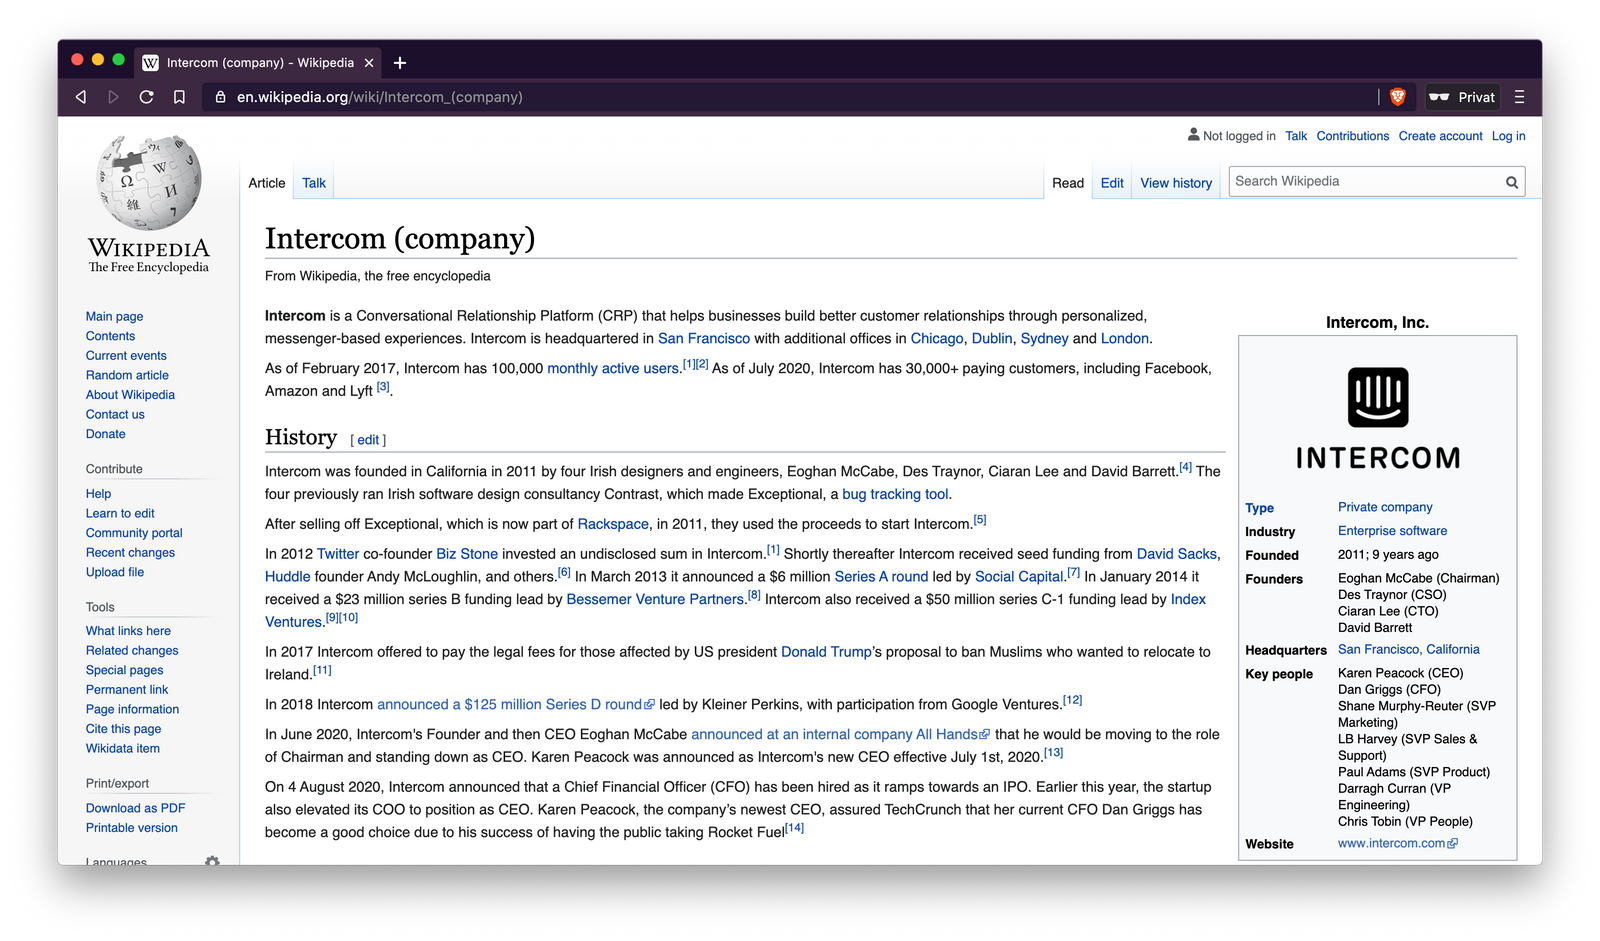 Intercom (company) - Wikipedia
en.wikipedia.org/wiki/Intercom_(company)
Privat
Not logged in Talk Contributions Create account Log in
Article Talk
Read Edit View history
Search Wikipedia
WIKIPEDIA
The Free Encyclopedia
Main page
Contents
Current events
Random article
About Wikipedia
Contact us
Donate
Contribute
Help
Learn to edit
Community portal
Recent changes
Upload file
Tools
What links here
Related changes
Special pages
Permanent link
Page information
Cite this page
Wikidata item
Print/export
Download as PDF
Printable version
Languages
Intercom (company)
From Wikipedia, the free encyclopedia
Intercom is a Conversational Relationship Platform (CRP) that helps businesses build better customer relationships through personalized,
messenger-based experiences. Intercom is headquartered in San Francisco with additional offices in Chicago, Dublin, Sydney and London.
As of February 2017, Intercom has 100,000 monthly active users.[1][2] As of July 2020, Intercom has 30,000+ paying customers, including Facebook,
Amazon and Lyft [3].
History [ edit ]
Intercom was founded in California in 2011 by four Irish designers and engineers, Eoghan McCabe, Des Traynor, Ciaran Lee and David Barrett.[4] The
four previously ran Irish software design consultancy Contrast, which made Exceptional, a bug tracking tool.
After selling off Exceptional, which is now part of Rackspace, in 2011, they used the proceeds to start Intercom.[5]
In 2012 Twitter co-founder Biz Stone invested an undisclosed sum in Intercom.[1] Shortly thereafter Intercom received seed funding from David Sacks,
Huddle founder Andy McLoughlin, and others.[6] In March 2013 it announced a $6 million Series A round led by Social Capital.[7] In January 2014 it
received a $23 million series B funding lead by Bessemer Venture Partners.[8] Intercom also received a $50 million series C-1 funding lead by Index
Ventures.[9][10]
In 2017 Intercom offered to pay the legal fees for those affected by US president Donald Trump's proposal to ban Muslims who wanted to relocate to
Ireland.[11]
In 2018 Intercom announced a $125 million Series D round led by Kleiner Perkins, with participation from Google Ventures.[12]
In June 2020, Intercom's Founder and then CEO Eoghan McCabe announced at an internal company All Hands that he would be moving to the role
of Chairman and standing down as CEO. Karen Peacock was announced as Intercom's new CEO effective July 1st, 2020.[13]
On 4 August 2020, Intercom announced that a Chief Financial Officer (CFO) has been hired as it ramps towards an IPO. Earlier this year, the startup
also elevated its COO to position as CEO. Karen Peacock, the company's newest CEO, assured TechCrunch that her current CFO Dan Griggs has
become a good choice due to his success of having the public taking Rocket Fuel[14]
Intercom, Inc.
INTERCOM
Type Private company
Industry Enterprise software
Founded 2011; 9 years ago
Founders Eoghan McCabe (Chairman)
Des Traynor (CSO)
Ciaran Lee (CTO)
David Barrett
Headquarters San Francisco, California
Key people Karen Peacock (CEO)
Dan Griggs (CFO)
Shane Murphy-Reuter (SVP
Marketing)
LB Harvey (SVP Sales &
Support)
Paul Adams (SVP Product)
Darragh Curran (VP
Engineering)
Chris Tobin (VP People)
Website www.intercom.com